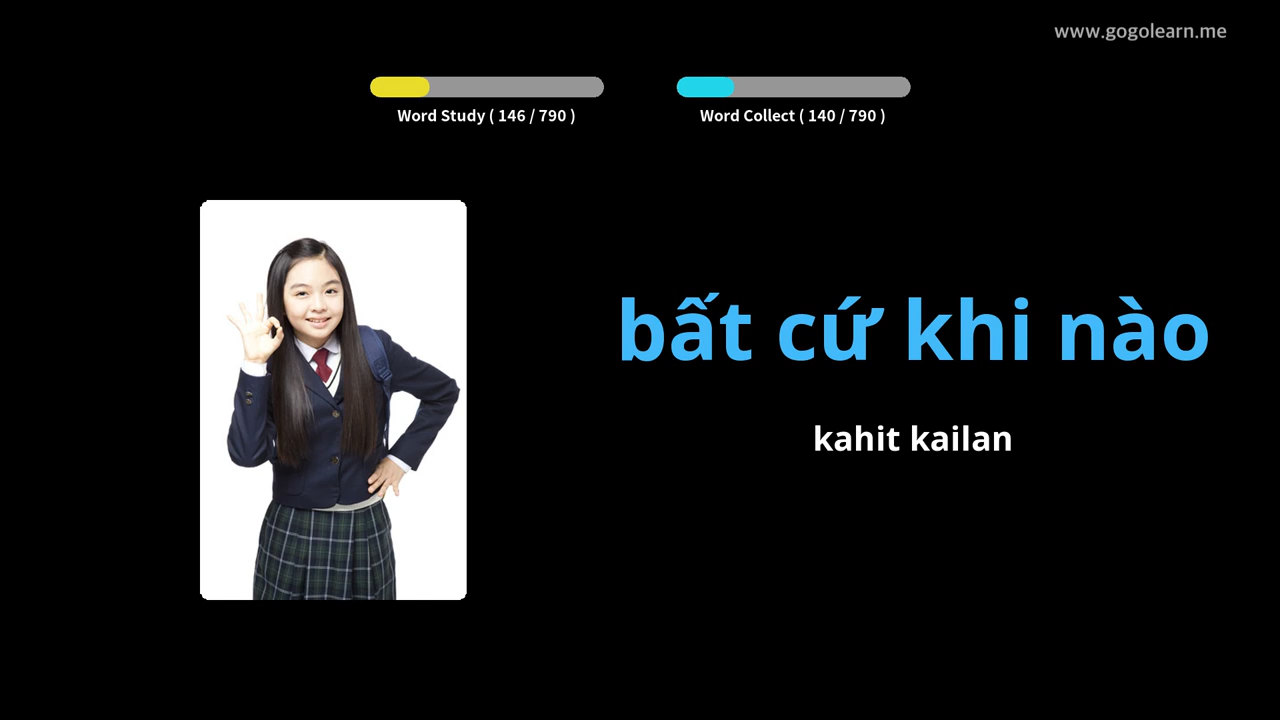 www.gogolearn.me
Word Study ( 146 / 790 )
Word Collect ( 140 / 790 )
bất cứ khi nào
kahit kailan